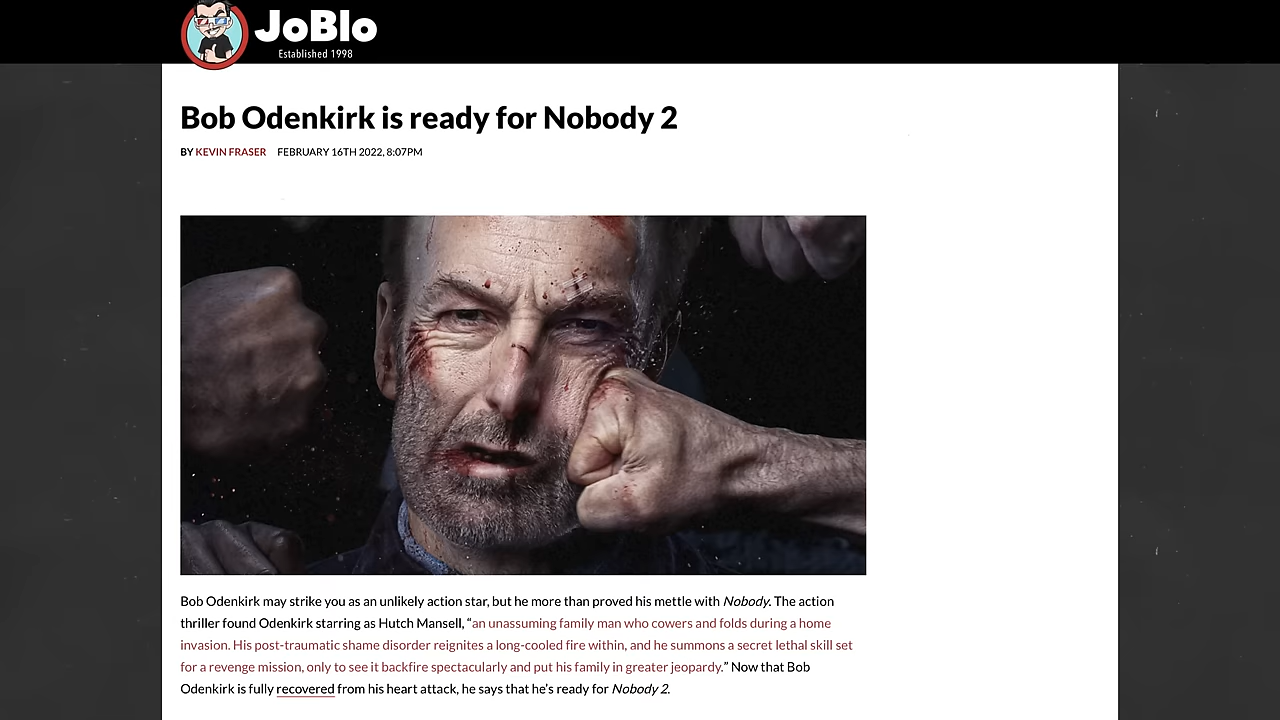 JoBlo
Established 1998
Bob Odenkirk is ready for Nobody 2
BY KEVIN FRASER FEBRUARY 16TH 2022, 8:07PM
Bob Odenkirk may strike you as an unlikely action star, but he more than proved his mettle with Nobody. The action
thriller found Odenkirk starring as Hutch Mansell, “an unassuming family man who cowers and folds during a home
invasion. His post-traumatic shame disorder reignites a long-cooled fire within, and he summons a secret lethal skill set
for a revenge mission, only to see it backfire spectacularly and put his family in greater jeopardy.” Now that Bob
Odenkirk is fully recovered from his heart attack, he says that he’s ready for Nobody 2.